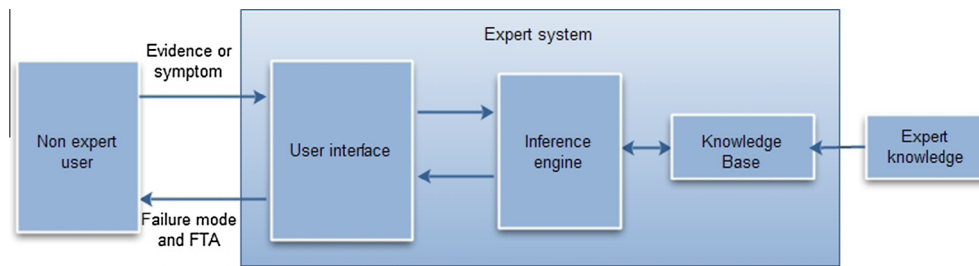 Expert system
Evidence or
symptom
Non expert
user
User interface
Inference
engine
Knowledge
Base
Expert
knowledge
Failure mode
and FTA